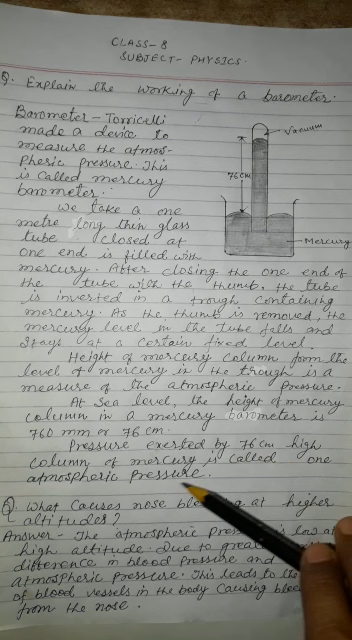 CLASS-8
SUBJECT- PHYSICS.
Q. Explain the working of a barometer.
Barometer - Torricelli
made a device to
measure the atmos-
pheric pressure. This
is called mercury
barometer.
Vacuum
76 cm
Mercury
We take a one
metre long thin glass
tube closed at
one end is filled with
mercury. After closing the one end of
the tube with the thumb, the tube
is inverted in a trough containing
mercury. As the thumb is removed, the
mercury level in the tube falls and
stays at a certain fixed level.
Height of mercury column from the
level of mercury in the trough is a
measure of the atmospheric pressure.
At Sea level, the height of mercury
column in a mercury barometer is
760 mm or 76 cm.
Pressure exerted by 76 cm high
column of mercury is called one
atmospheric pressure.
Q. What causes nose at higher
altitudes?
Answer - The atmospheric is low at
high altitude. Due to
difference in blood pressure and
atmospheric pressure. This leads to
of blood vessels in the body causing
from the nose.